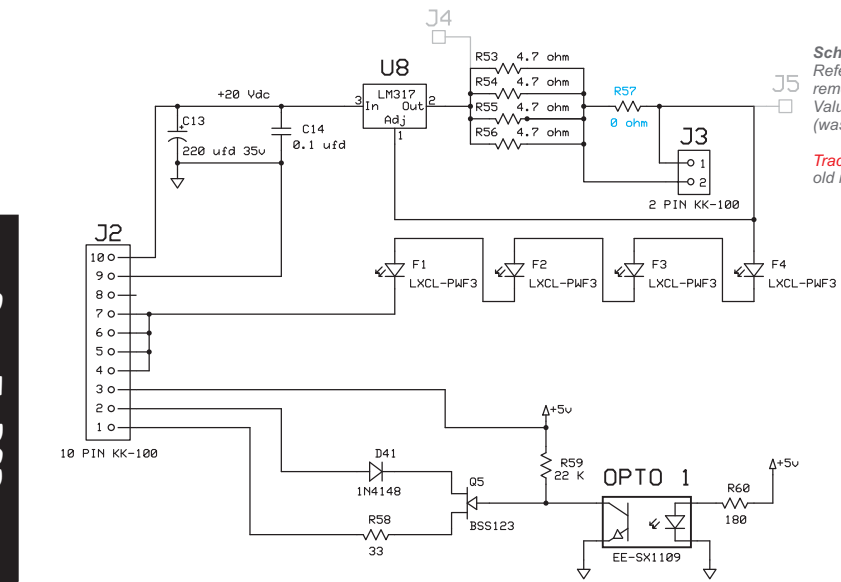 J4
Sch
Refe
rem
Valu
(was
Trac
old
J5
U8
LM317
In Out
Adj
3
2
1
R53 4.7 ohm
R54 4.7 ohm
R55 4.7 ohm
R56 4.7 ohm
R57
0 ohm
J3
1
2
2 PIN KK-100
+20 Vdc
C13
+
220 ufd 35v
C14
0.1 ufd
J2
10
9
8
7
6
5
4
3
2
1
10 PIN KK-100
F1
LXCL-PWF3
F2
LXCL-PWF3
F3
LXCL-PWF3
F4
LXCL-PWF3
+5v
R59
22 K
D41
1N4148
Q5
BSS123
R58
33
OPTO 1
EE-SX1109
R60
180
+5v